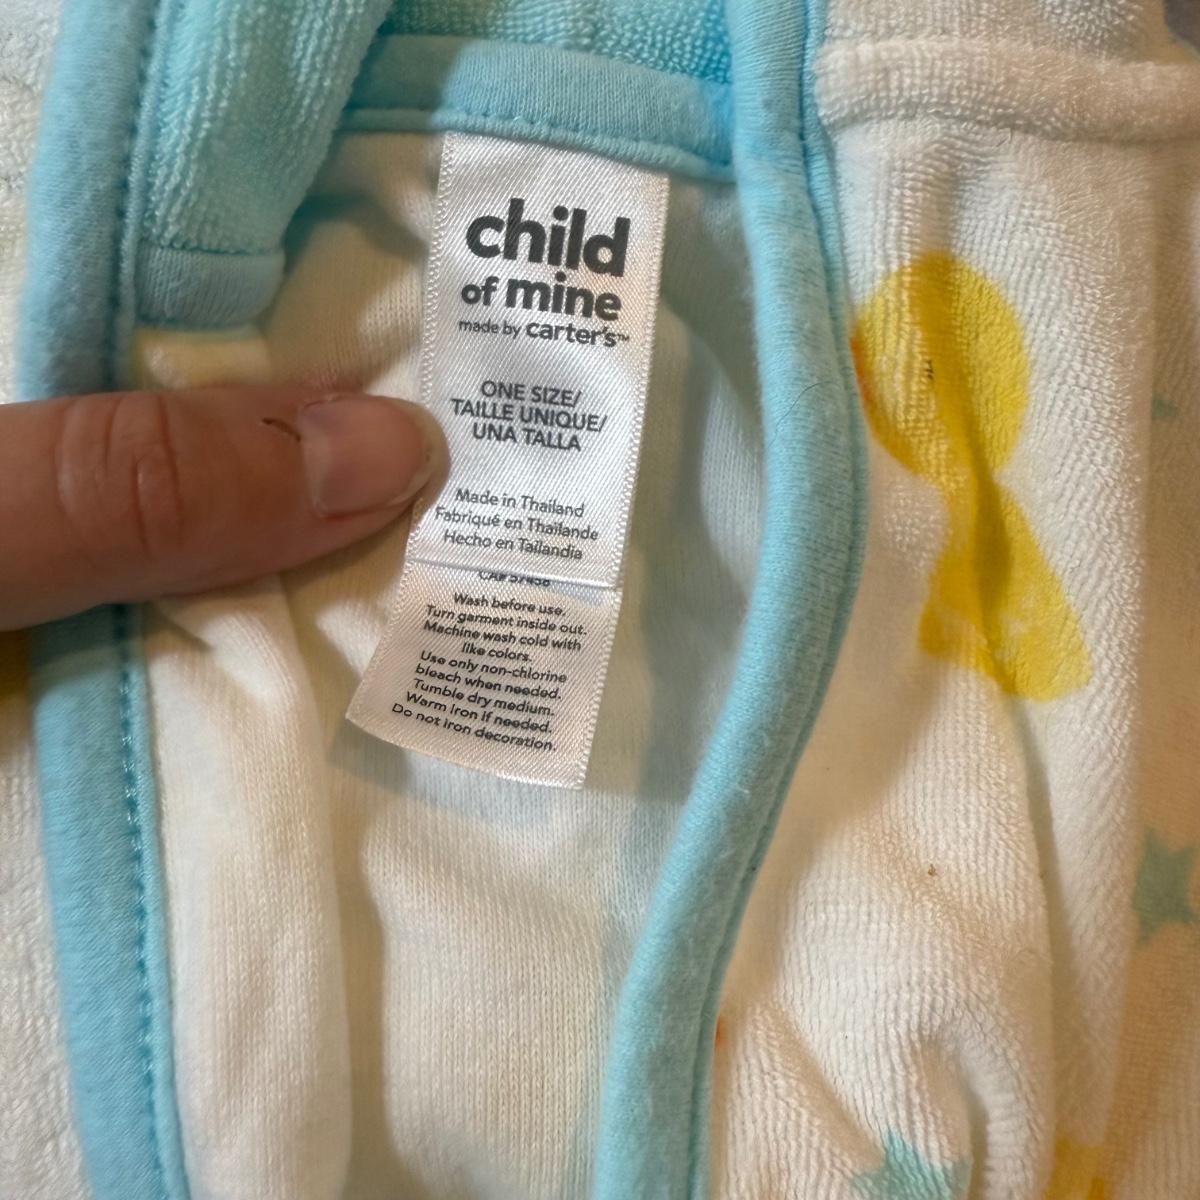 child
of mine
made by carter's™
ONE SIZE/
TAILLE UNIQUE/
UNA TALLA
Made in Thailand
Fabriqué en Thaïlande
Hecho en Tailandia
Wash before use.
Turn garment inside out.
Machine wash cold with
like colors.
Use only non-chlorine
bleach when needed.
Tumble dry medium.
Warm iron if needed.
Do not iron decoration.